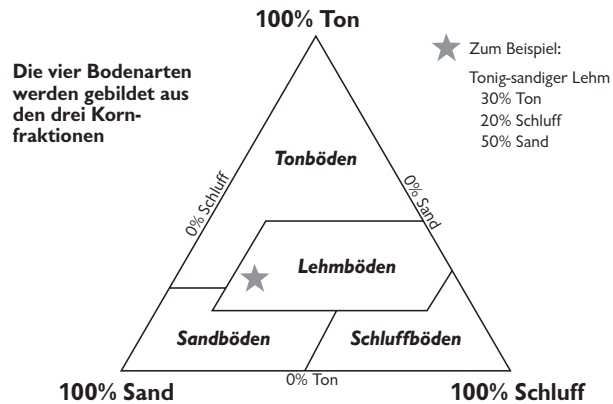 100% Ton
Die vier Bodenarten
werden gebildet aus
den drei Korn-
fraktionen
Zum Beispiel:
Tonig-sandiger Lehm
30% Ton
20% Schluff
50% Sand
Tonböden
0% Schluff
0% Sand
Lehmböden
Sandböden
Schluffböden
0% Ton
100% Sand
100% Schluff